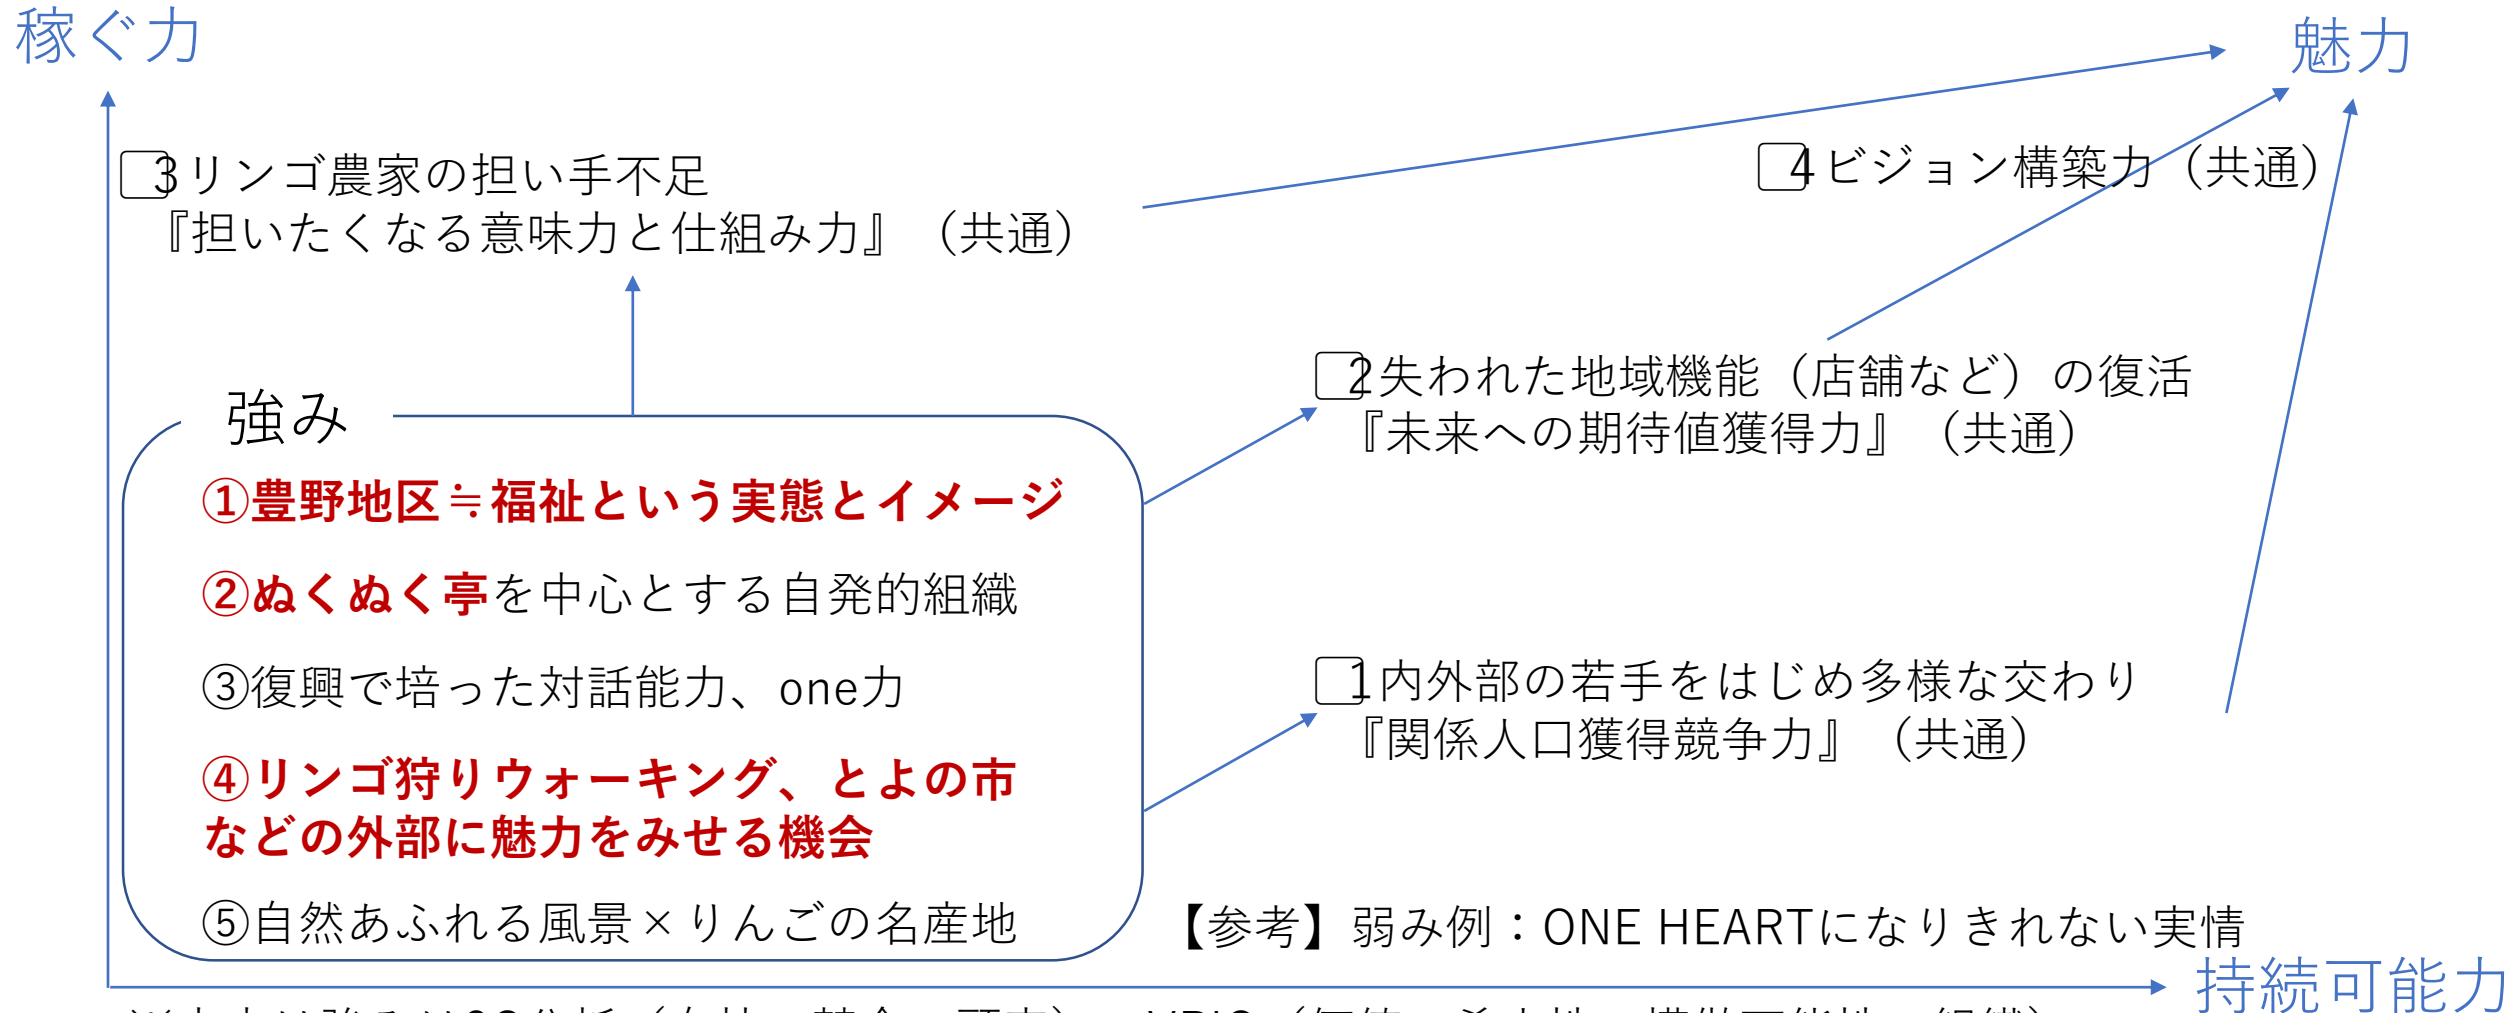 稼ぐ力
魅力
3リンゴ農家の担い手不足
『担いたくなる意味力と仕組み力』（共通）
4ビジョン構築力（共通）
2失われた地域機能（店舗など）の復活
『未来への期待値獲得力』（共通）
強み
①豊野地区≒福祉という実態とイメージ
②ぬくぬく亭を中心とする自発的組織
③復興で培った対話能力、one力
④リンゴ狩りウォーキング、とよの市
などの外部に魅力をみせる機会
⑤自然あふれる風景×りんごの名産地
1内外部の若手をはじめ多様な交わり
『関係人口獲得競争力』（共通）
【参考】弱み例：ONE HEARTになりきれない実情
持続可能力